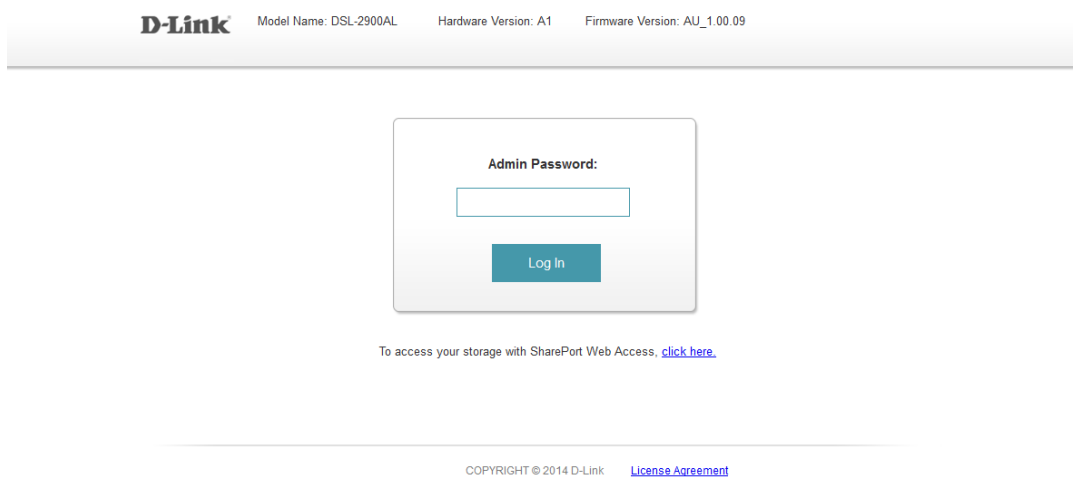 D-Link Model Name: DSL-2900AL Hardware Version: A1 Firmware Version: AU_1.00.09
Admin Password:
Log In
To access your storage with SharePort Web Access, click here.
COPYRIGHT © 2014 D-Link License Agreement